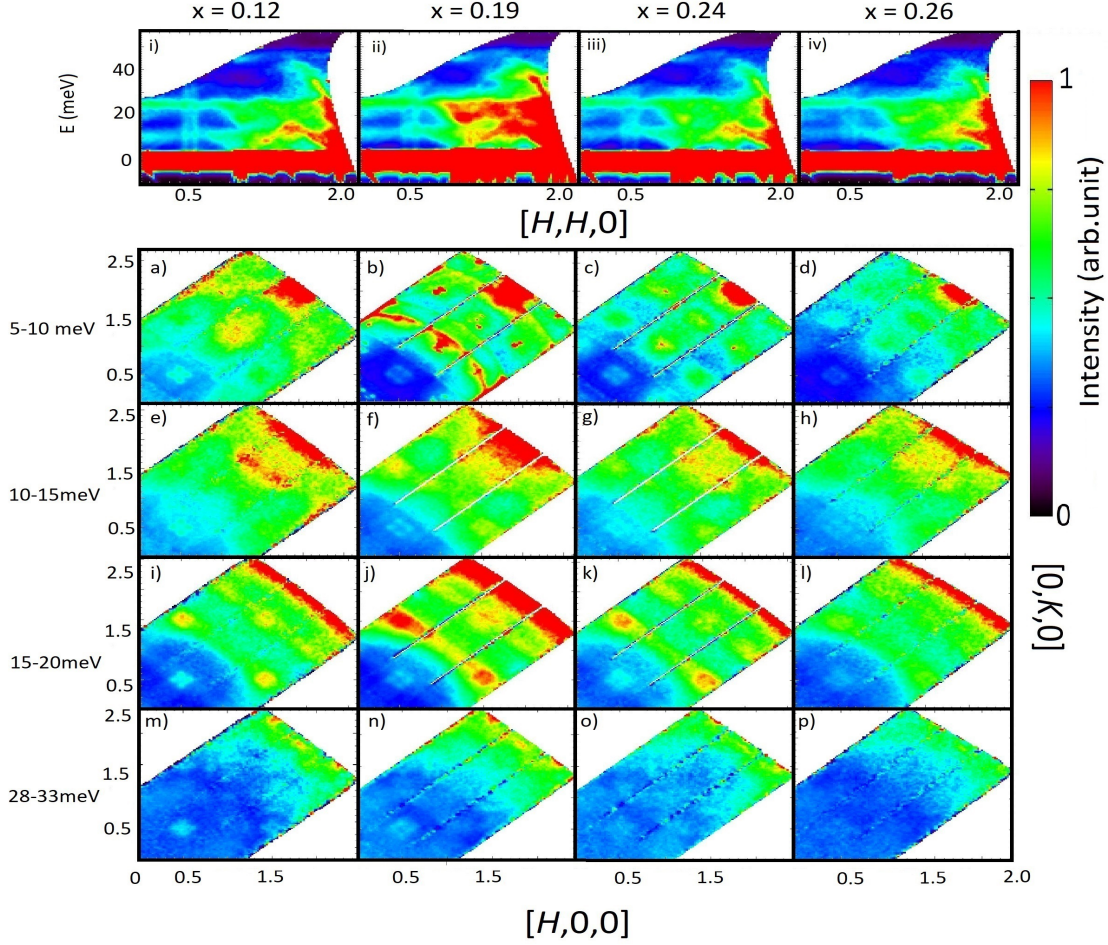 x = 0.12 x = 0.19 x = 0.24 x = 0.26
i) ii) iii) iv)
E (meV)
40
20
0
0.5 2.0 0.5 2.0 0.5 2.0 0.5 2.0
[H,H,0]
1
Intensity (arb.unit)
0
5-10 meV
2.5
1.5
0.5
a) b) c) d)
10-15meV
2.5
1.5
0.5
e) f) g) h)
15-20meV
2.5
1.5
0.5
i) j) k) l)
28-33meV
2.5
1.5
0.5
m) n) o) p)
[0,K,0]
0 0.5 1.5 0.5 1.5 0.5 1.5 0.5 1.5 2.0
[H,0,0]